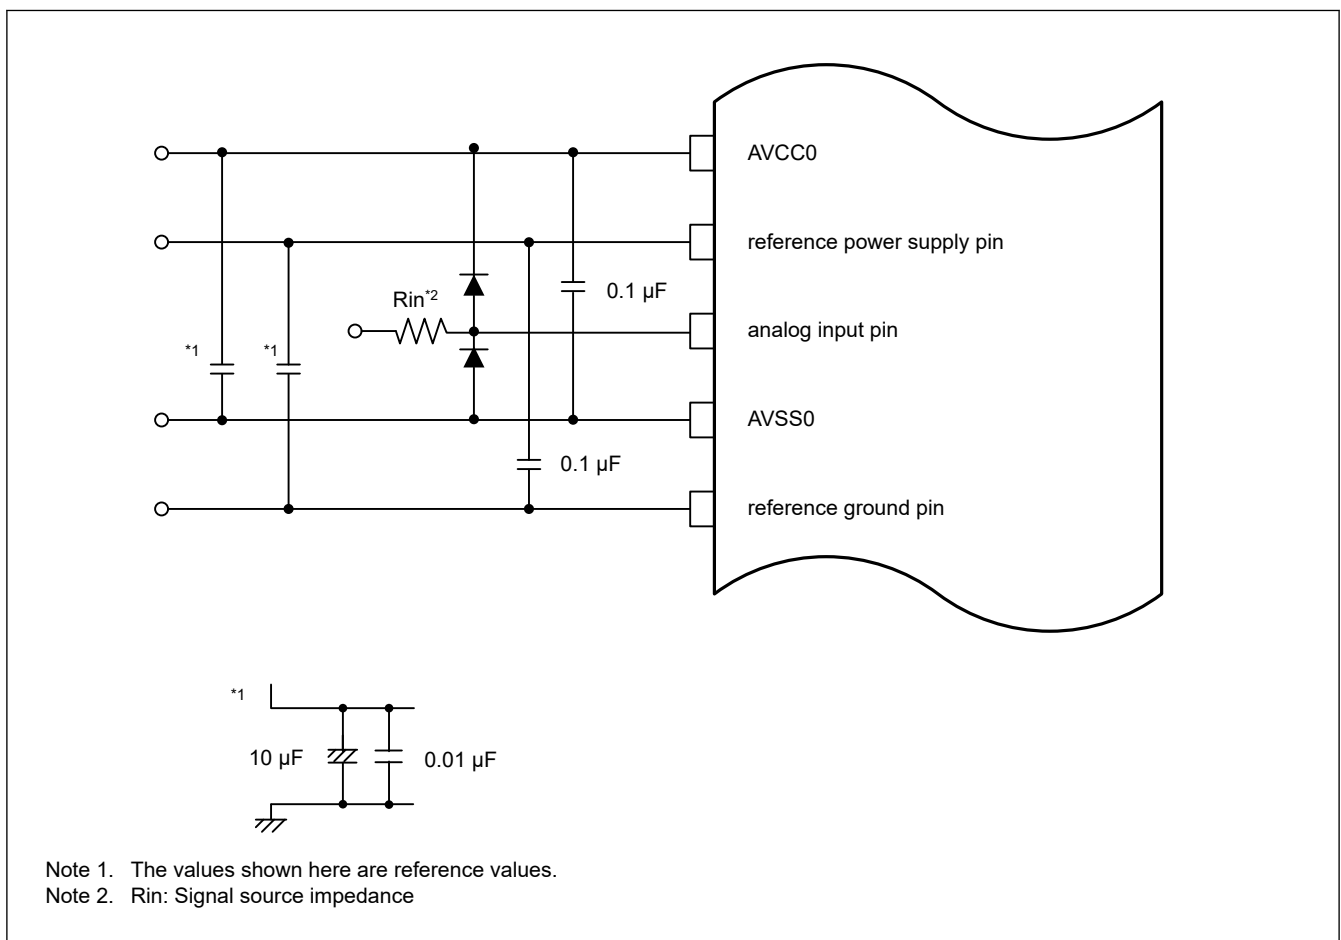 AVCC0
reference power supply pin
Rin*2
0.1 µF
analog input pin
*1
*1
AVSS0
0.1 µF
reference ground pin
*1
10 µF
0.01 µF
Note 1. The values shown here are reference values.
Note 2. Rin: Signal source impedance